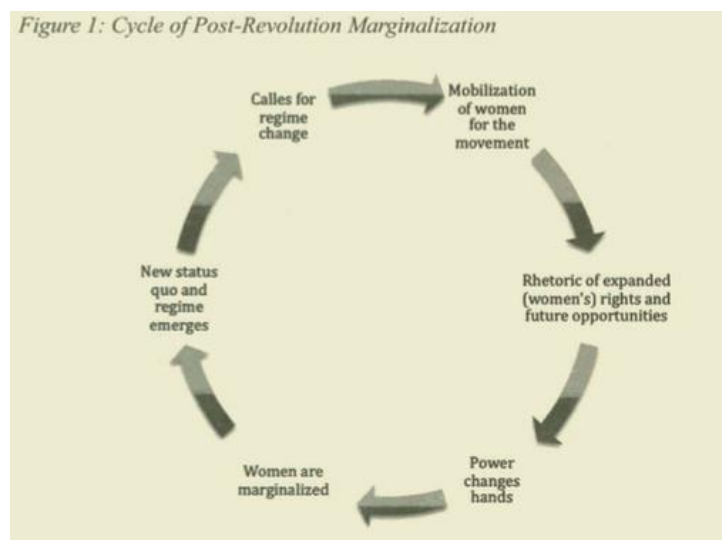 Figure 1: Cycle of Post-Revolution Marginalization
Calles for
regime
change
Mobilization
of women
for the
movement
Rhetoric of expanded
(women's) rights and
future opportunities
Power
changes
hands
Women are
marginalized
New status
quo and
regime
emerges